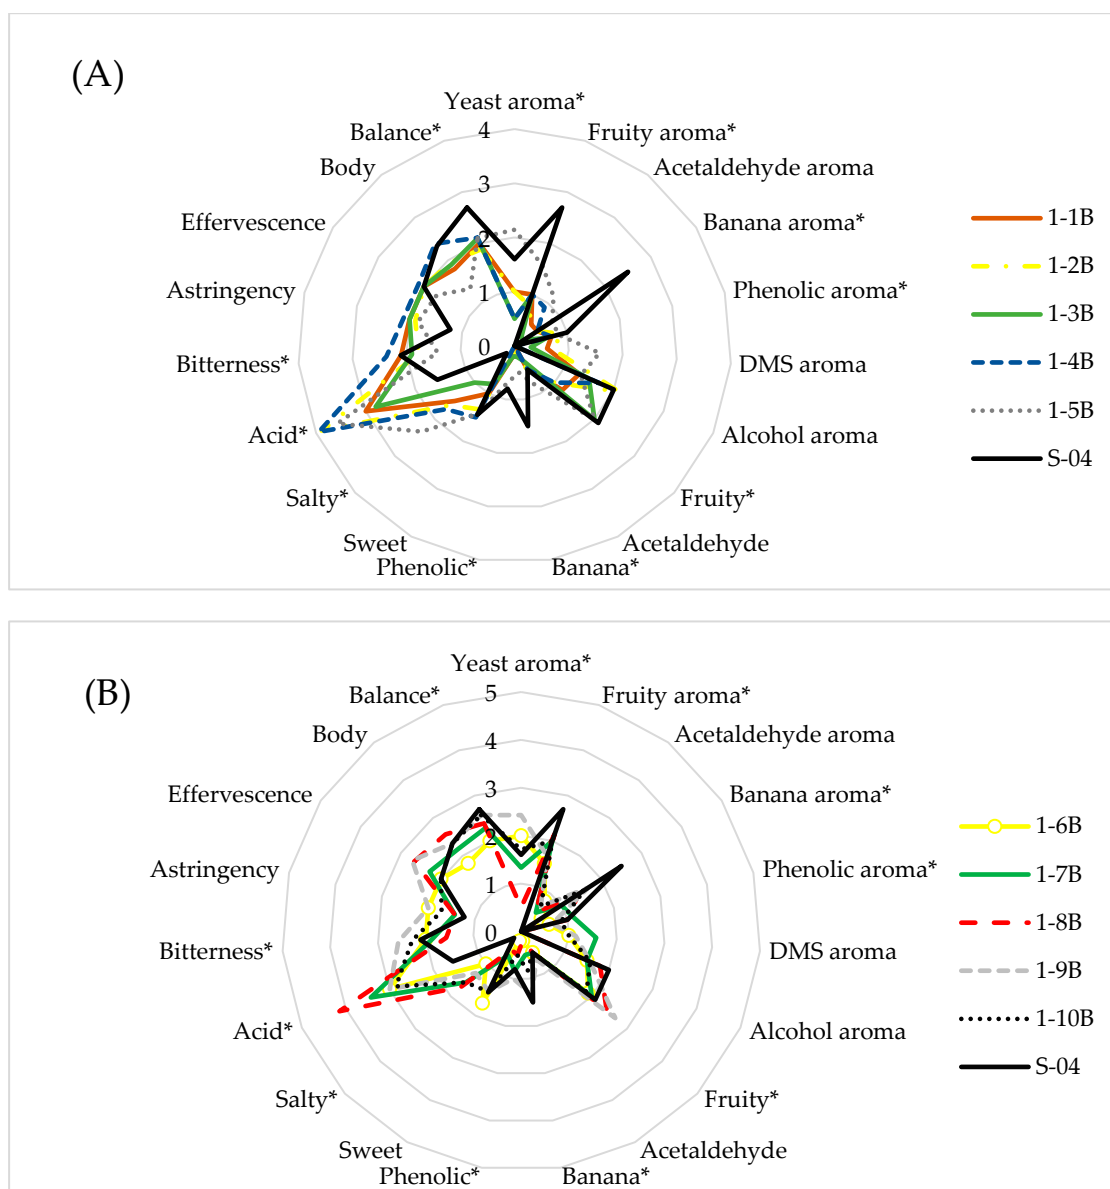 (A)
Yeast aroma*
Fruity aroma*
Acetaldehyde aroma
Banana aroma*
Phenolic aroma*
DMS aroma
Alcohol aroma
Fruity*
Acetaldehyde
Banana*
Phenolic*
Sweet
Salty*
Acid*
Bitterness*
Astringency
Effervescence
Body
Balance*
4
3
2
1
0
1-1B
1-2B
1-3B
1-4B
1-5B
S-04
(B)
Yeast aroma*
Fruity aroma*
Acetaldehyde aroma
Banana aroma*
Phenolic aroma*
DMS aroma
Alcohol aroma
Fruity*
Acetaldehyde
Banana*
Phenolic*
Sweet
Salty*
Acid*
Bitterness*
Astringency
Effervescence
Body
Balance*
5
4
3
2
1
0
1-6B
1-7B
1-8B
1-9B
1-10B
S-04